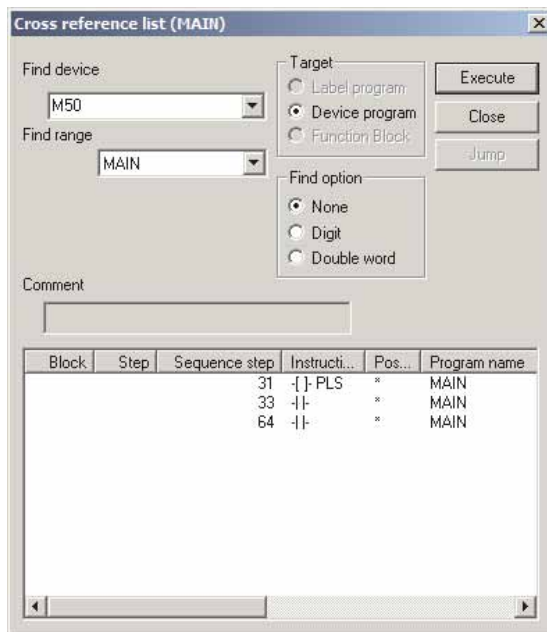 Cross reference list (MAIN)
Find device
M50
Find range
MAIN
Target
Label program
Device program
Function Block
Find option
None
Digit
Double word
Execute
Close
Jump
Comment
Block Step Sequence step Instructi... Pos... Program name
31 -[ ]- PLS * MAIN
33 -| |- * MAIN
64 -| |- * MAIN